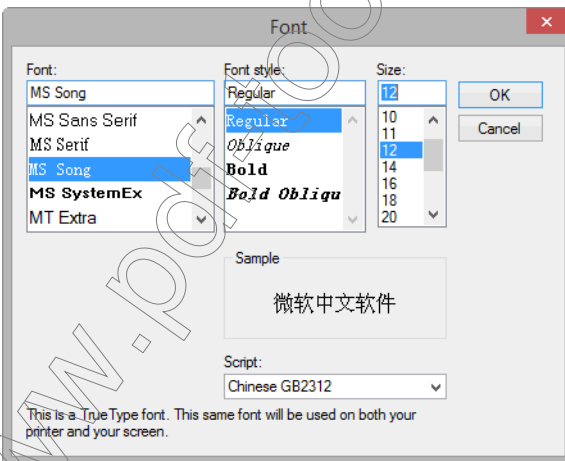 Font
Font:
MS Song
MS Sans Serif
MS Serif
MS Song
MS SystemEx
MT Extra
Font style:
Regular
Regular
Oblique
Bold
Bold Obliqu
Size:
12
10
11
12
14
16
18
20
OK
Cancel
Sample
微软中文软件
Script:
Chinese GB2312
This is a TrueType font. This same font will be used on both your
printer and your screen.